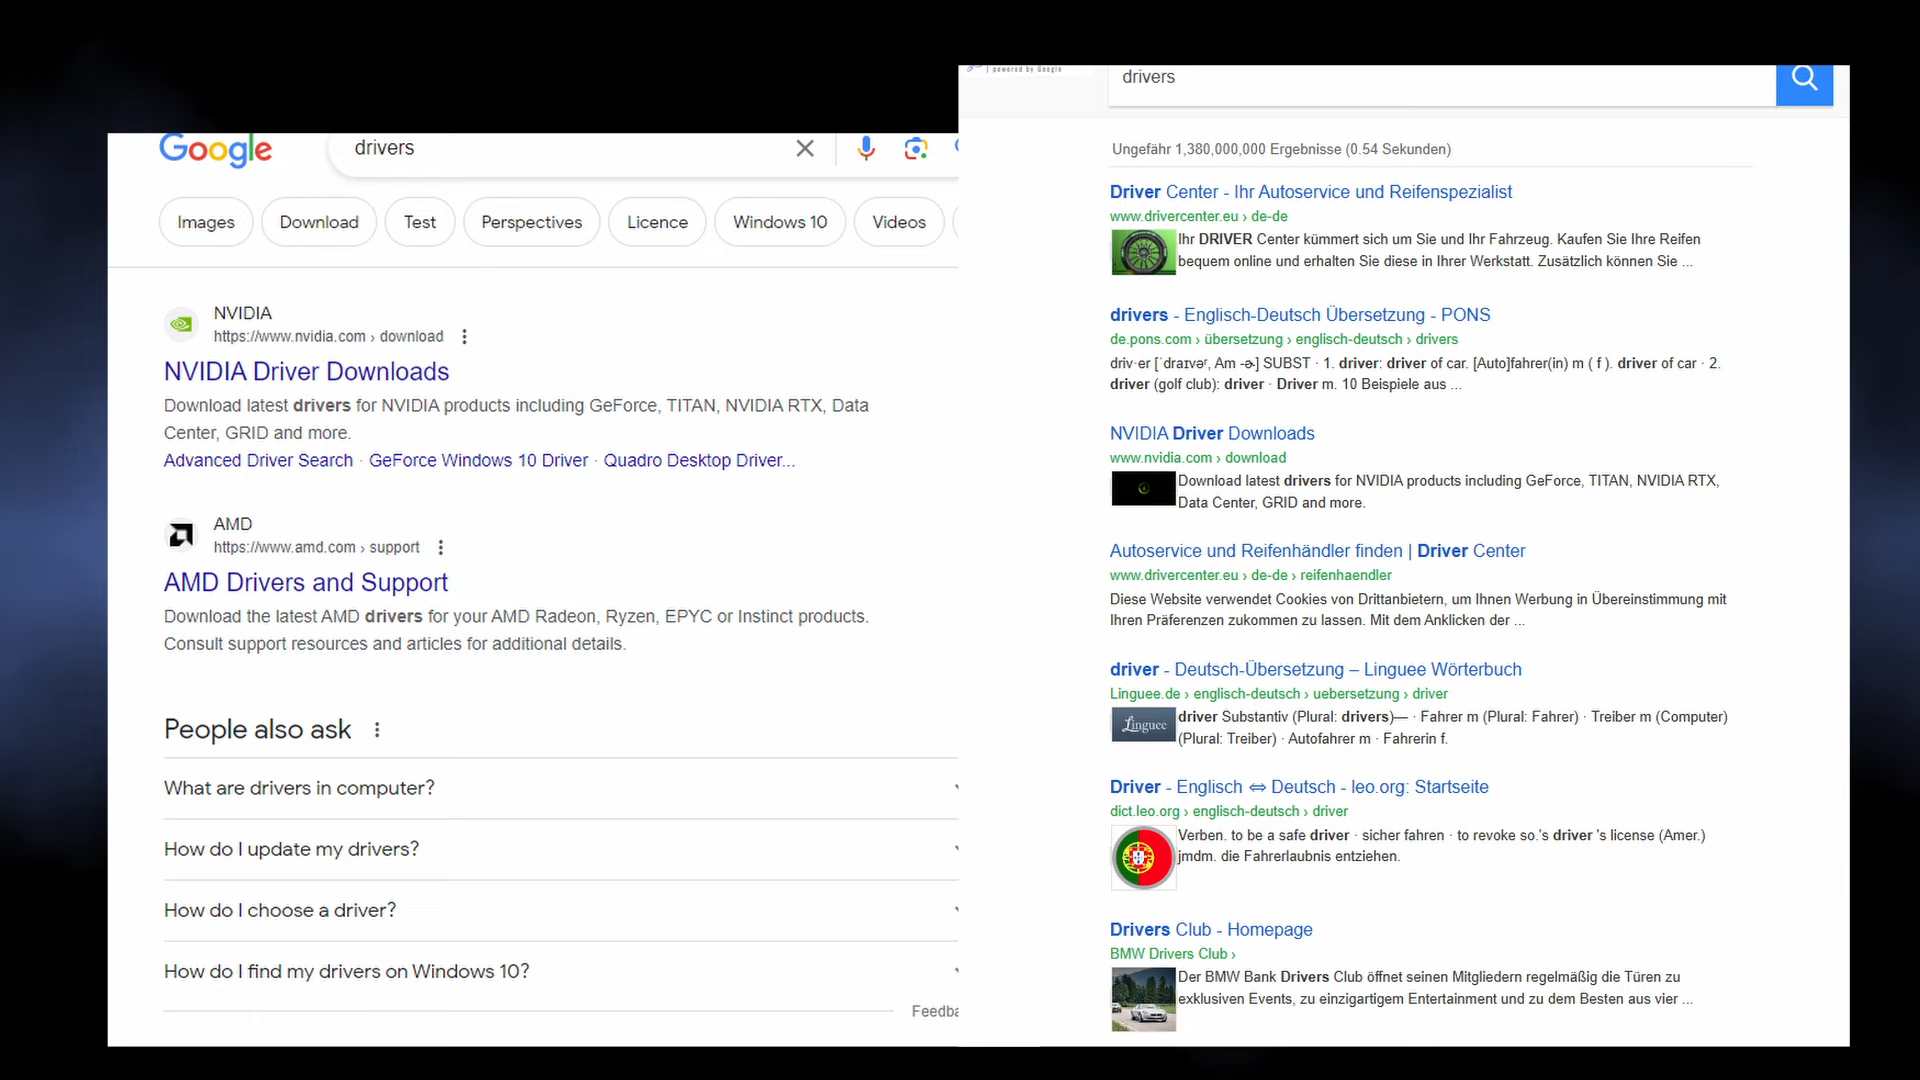 Google
drivers
Images
Download
Test
Perspectives
Licence
Windows 10
Videos
NVIDIA
https://www.nvidia.com › download
NVIDIA Driver Downloads
Download latest drivers for NVIDIA products including GeForce, TITAN, NVIDIA RTX, Data
Center, GRID and more.
Advanced Driver Search · GeForce Windows 10 Driver · Quadro Desktop Driver...
AMD
https://www.amd.com › support
AMD Drivers and Support
Download the latest AMD drivers for your AMD Radeon, Ryzen, EPYC or Instinct products.
Consult support resources and articles for additional details.
People also ask
What are drivers in computer?
How do I update my drivers?
How do I choose a driver?
How do I find my drivers on Windows 10?
Feedba
powered by Google
drivers
Ungefähr 1,380,000,000 Ergebnisse (0.54 Sekunden)
Driver Center - Ihr Autoservice und Reifenspezialist
www.drivercenter.eu › de-de
Ihr DRIVER Center kümmert sich um Sie und Ihr Fahrzeug. Kaufen Sie Ihre Reifen
bequem online und erhalten Sie diese in Ihrer Werkstatt. Zusätzlich können Sie ...
drivers - Englisch-Deutsch Übersetzung - PONS
de.pons.com › übersetzung › englisch-deutsch › drivers
driv·er [ˈdraɪvəʳ, Am -ɚ] SUBST · 1. driver: driver of car. [Auto]fahrer(in) m ( f ). driver of car · 2.
driver (golf club): driver · Driver m. 10 Beispiele aus ...
NVIDIA Driver Downloads
www.nvidia.com › download
Download latest drivers for NVIDIA products including GeForce, TITAN, NVIDIA RTX,
Data Center, GRID and more.
Autoservice und Reifenhändler finden | Driver Center
www.drivercenter.eu › de-de › reifenhaendler
Diese Website verwendet Cookies von Drittanbietern, um Ihnen Werbung in Übereinstimmung mit
Ihren Präferenzen zukommen zu lassen. Mit dem Anklicken der ...
driver - Deutsch-Übersetzung – Linguee Wörterbuch
Linguee.de › englisch-deutsch › uebersetzung › driver
Linguee
driver Substantiv (Plural: drivers)— · Fahrer m (Plural: Fahrer) · Treiber m (Computer)
(Plural: Treiber) · Autofahrer m · Fahrerin f.
Driver - Englisch ⇔ Deutsch - leo.org: Startseite
dict.leo.org › englisch-deutsch › driver
Verben. to be a safe driver · sicher fahren · to revoke so.'s driver 's license (Amer.)
jmdm. die Fahrerlaubnis entziehen.
Drivers Club - Homepage
BMW Drivers Club ›
Der BMW Bank Drivers Club öffnet seinen Mitgliedern regelmäßig die Türen zu
exklusiven Events, zu einzigartigem Entertainment und zu dem Besten aus vier ...